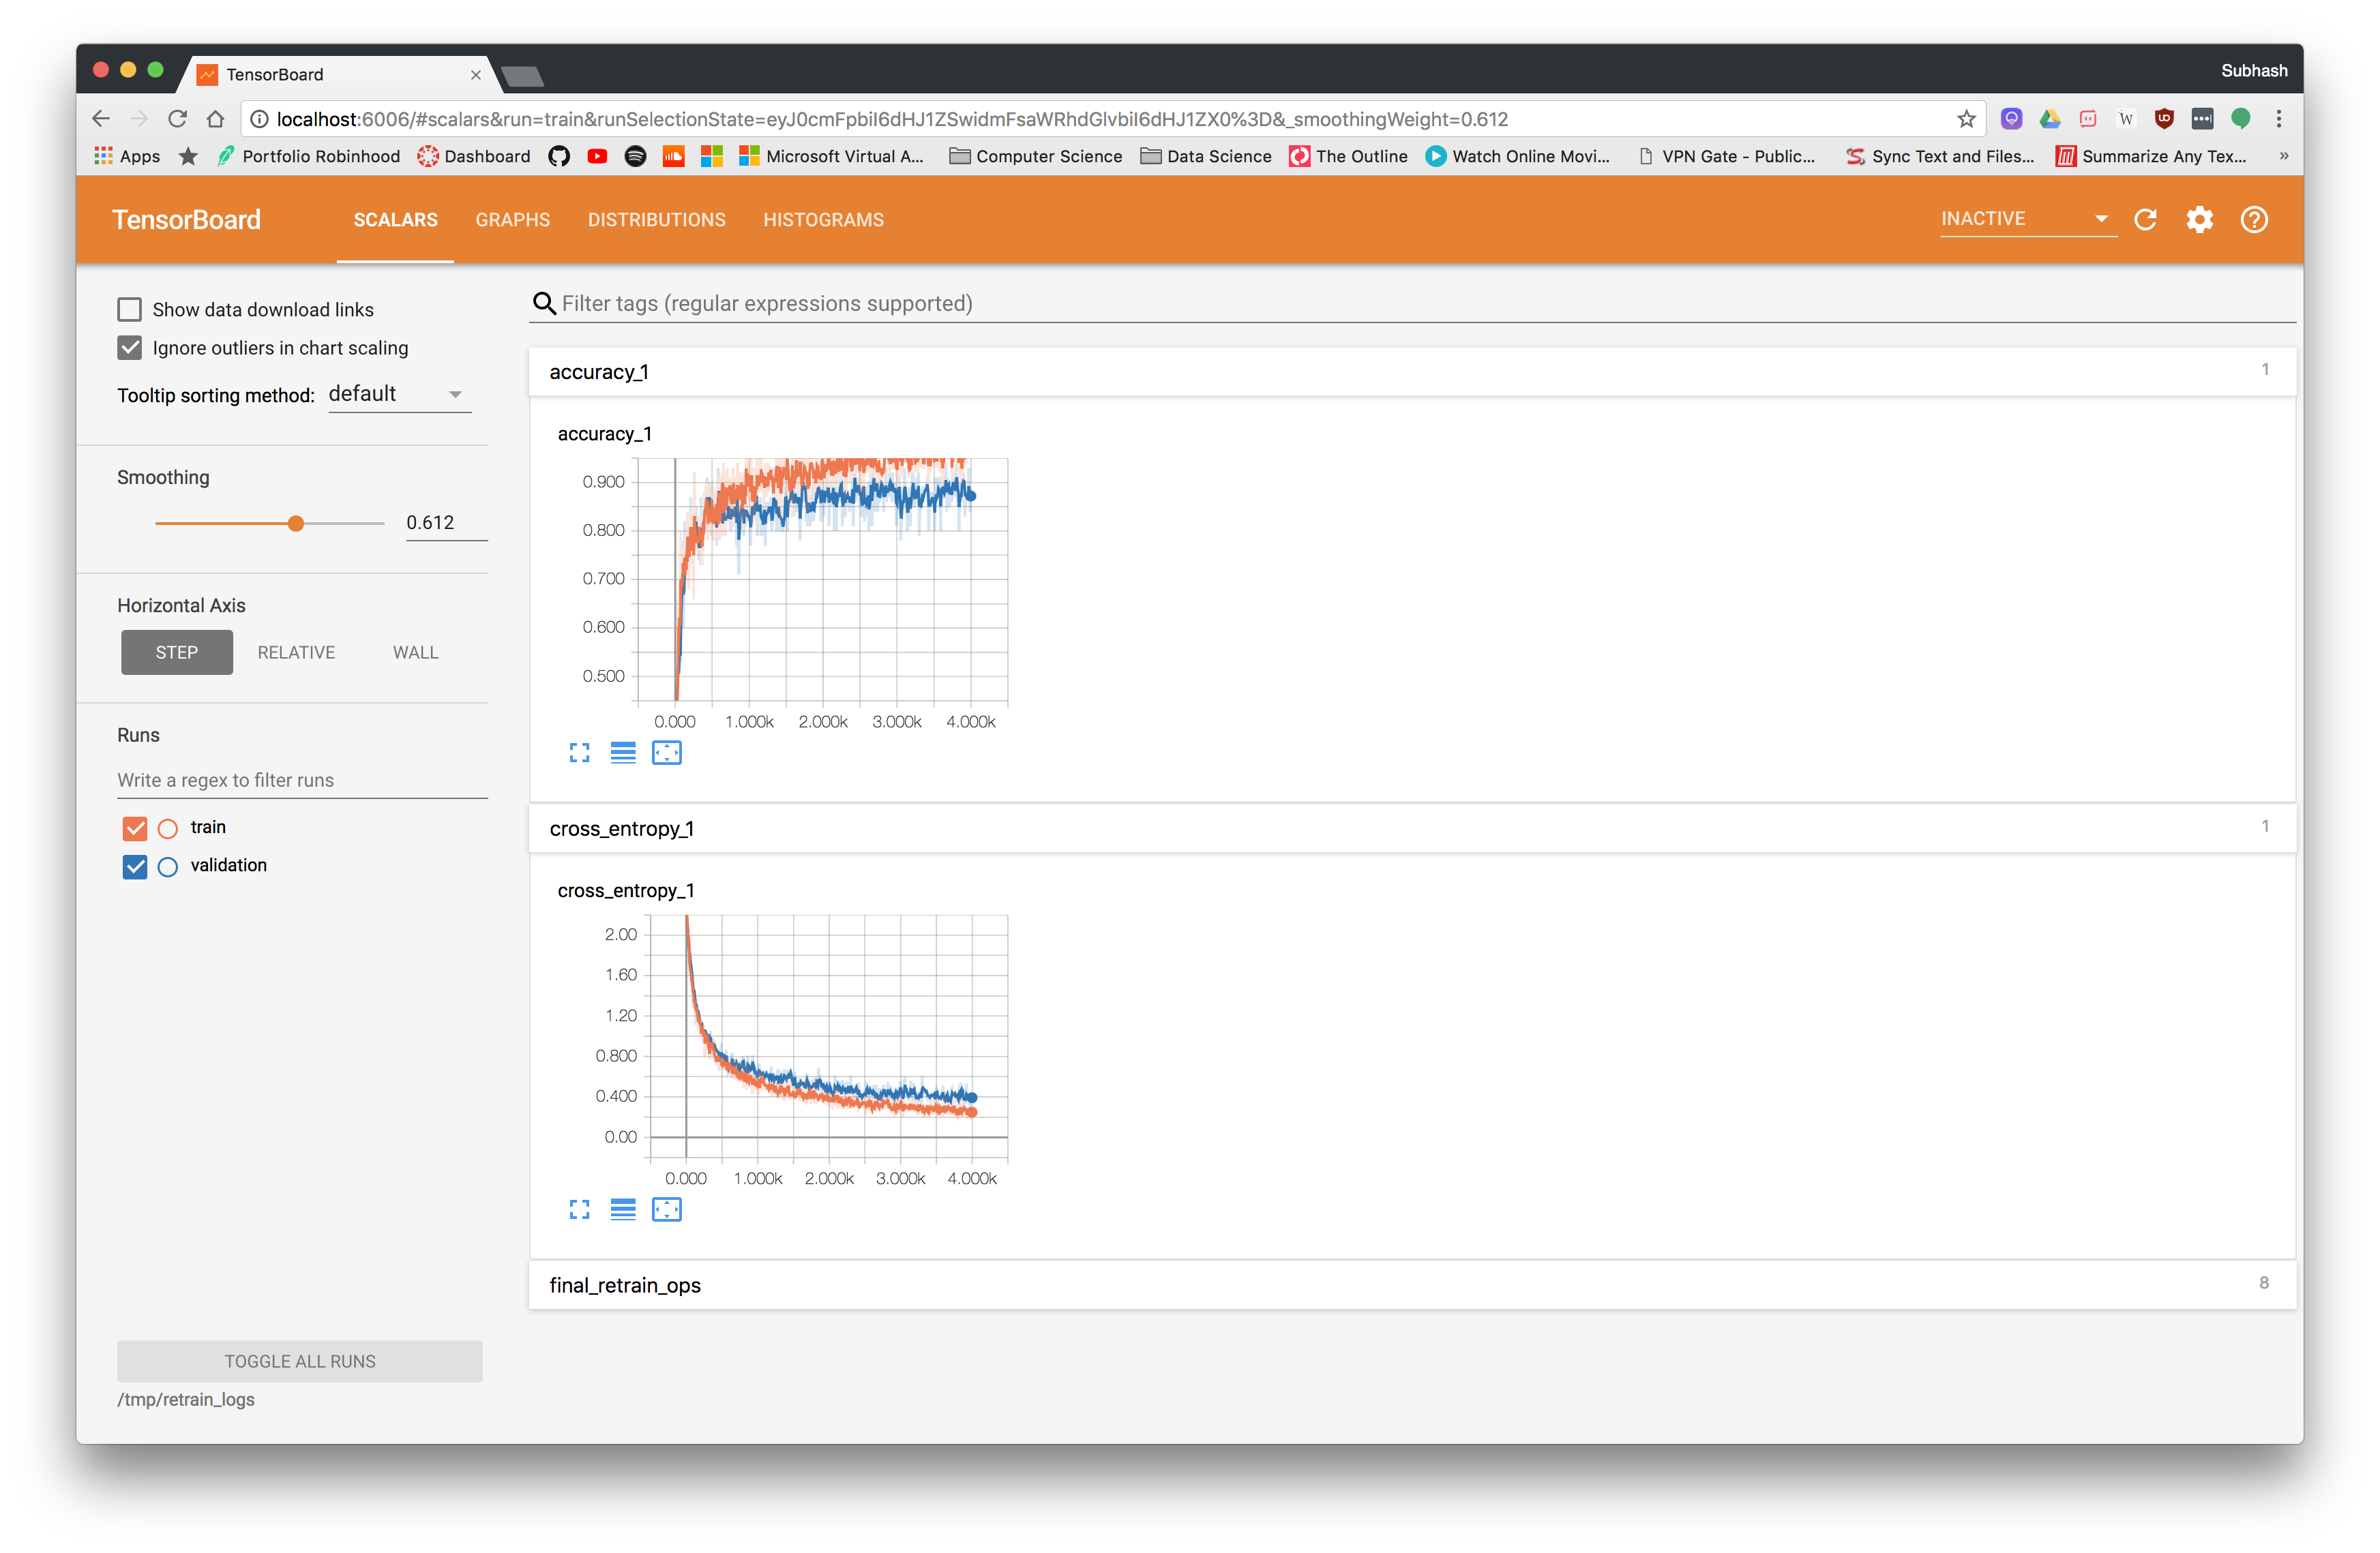 TensorBoard
Subhash
localhost:6006/#scalars&run=train&runSelectionState=eyJ0cmFpbiI6dHJ1ZSwidmFsaWRhdGlvbiI6dHJ1ZX0%3D&_smoothingWeight=0.612
Apps Portfolio Robinhood Dashboard Microsoft Virtual A... Computer Science Data Science The Outline Watch Online Movi... VPN Gate - Public... Sync Text and Files... Summarize Any Tex... »
TensorBoard SCALARS GRAPHS DISTRIBUTIONS HISTOGRAMS INACTIVE
Show data download links
Ignore outliers in chart scaling
Tooltip sorting method: default
Smoothing
0.612
Horizontal Axis
STEP RELATIVE WALL
Runs
Write a regex to filter runs
train
validation
TOGGLE ALL RUNS
/tmp/retrain_logs
Filter tags (regular expressions supported)
accuracy_1 1
accuracy_1
0.900
0.800
0.700
0.600
0.500
0.000 1.000k 2.000k 3.000k 4.000k
cross_entropy_1 1
cross_entropy_1
2.00
1.60
1.20
0.800
0.400
0.00
0.000 1.000k 2.000k 3.000k 4.000k
final_retrain_ops 8